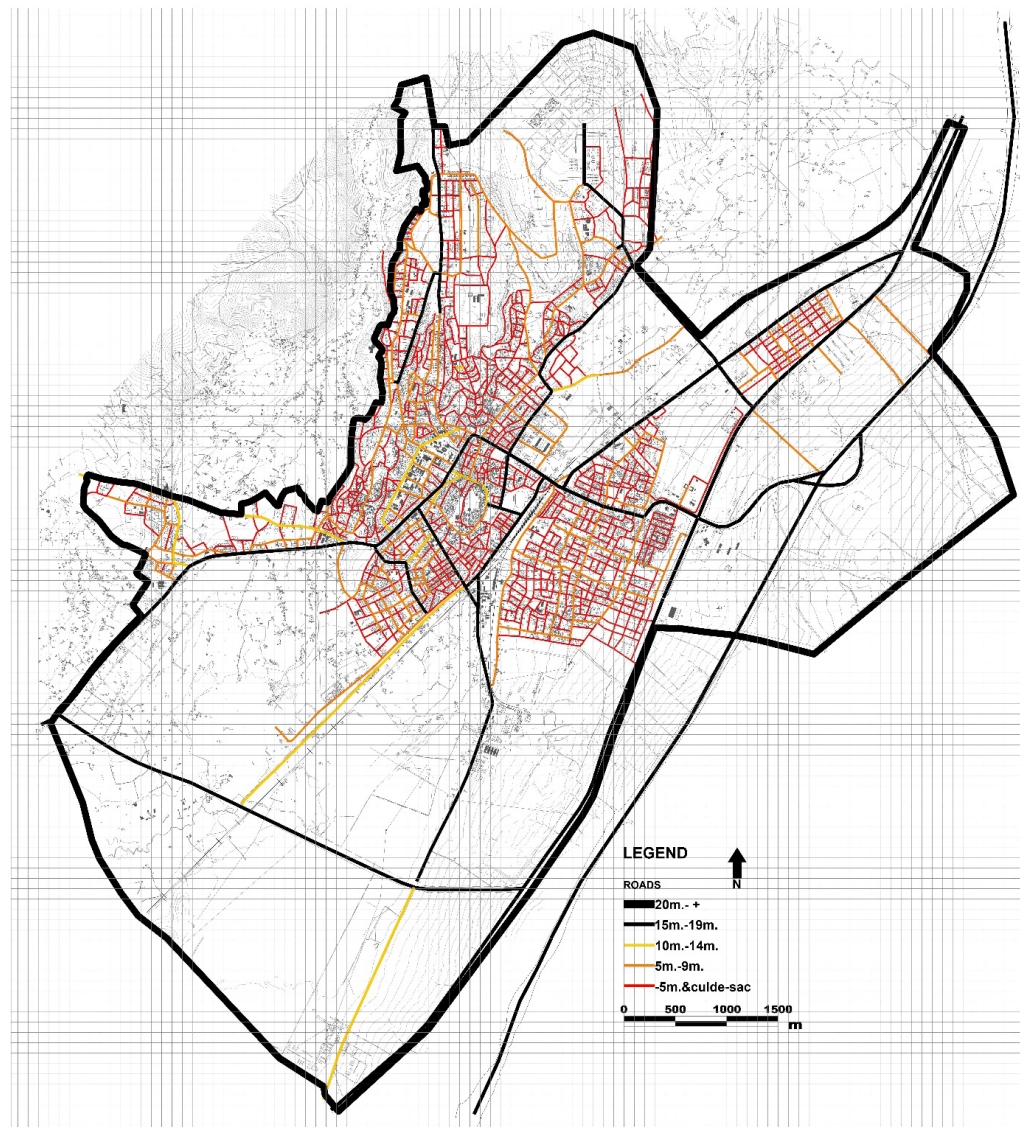 LEGEND
N
ROADS
20m.- +
15m.-19m.
10m.-14m.
5m.-9m.
-5m.&culde-sac
0 500 1000 1500
m